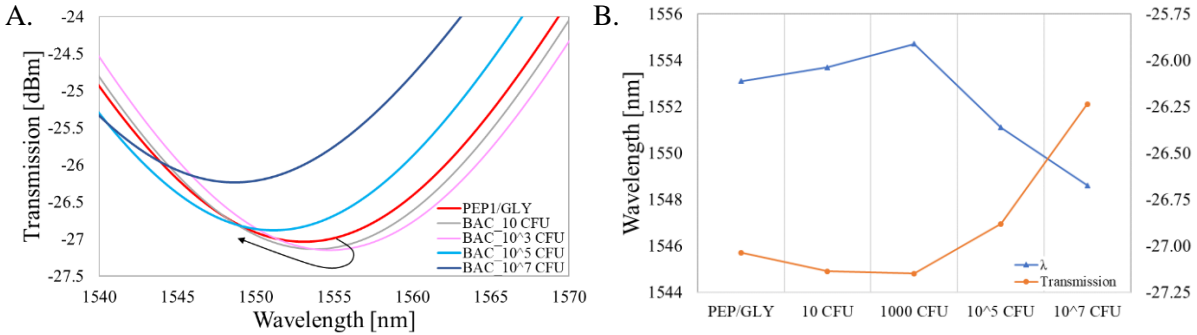 A.
Transmission [dBm]
-24
-24.5
-25
-25.5
-26
-26.5
-27
-27.5
1540
1545
1550
1555
1560
1565
1570
Wavelength [nm]
PEP1/GLY
BAC_10 CFU
BAC_10^3 CFU
BAC_10^5 CFU
BAC_10^7 CFU
B.
Wavelength [nm]
1556
1554
1552
1550
1548
1546
1544
-25.75
-26.00
-26.25
-26.50
-26.75
-27.00
-27.25
λ
Transmission
PEP/GLY
10 CFU
1000 CFU
10^5 CFU
10^7 CFU